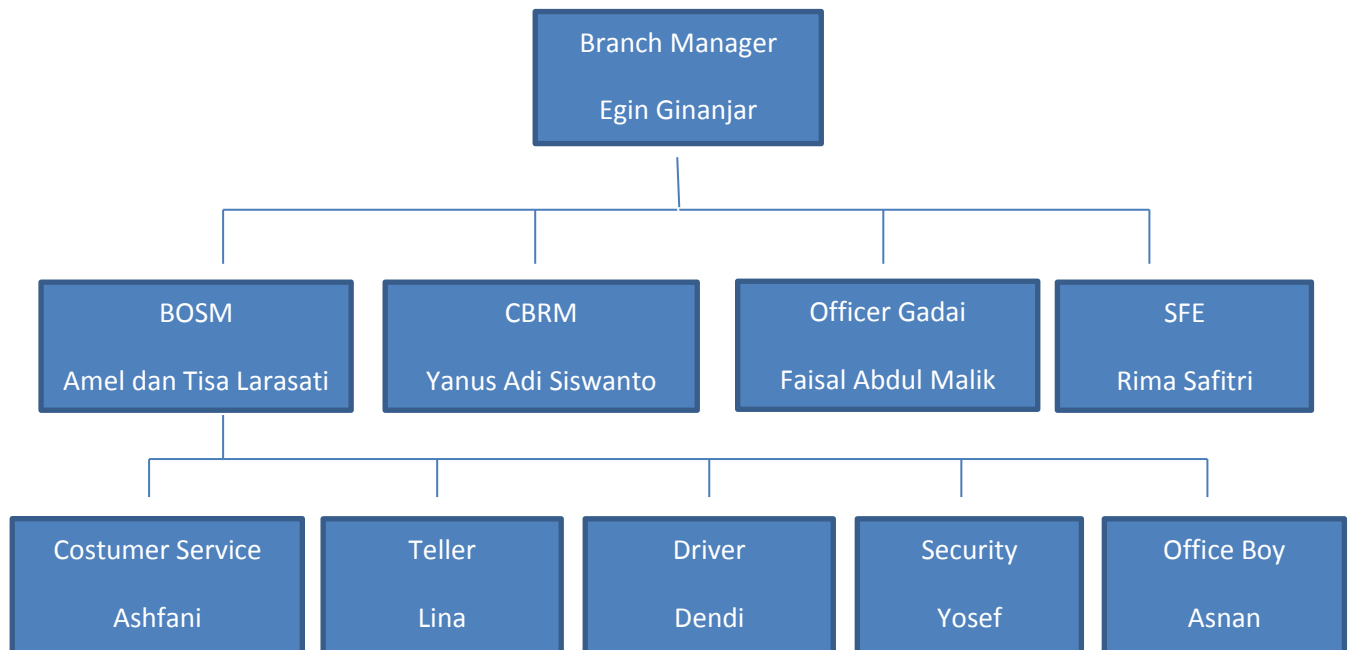 Branch Manager
Egin Ginanjar
BOSM
Amel dan Tisa Larasati
CBRM
Yanus Adi Siswanto
Officer Gadai
Faisal Abdul Malik
SFE
Rima Safitri
Costumer Service
Ashfani
Teller
Lina
Driver
Dendi
Security
Yosef
Office Boy
Asnan